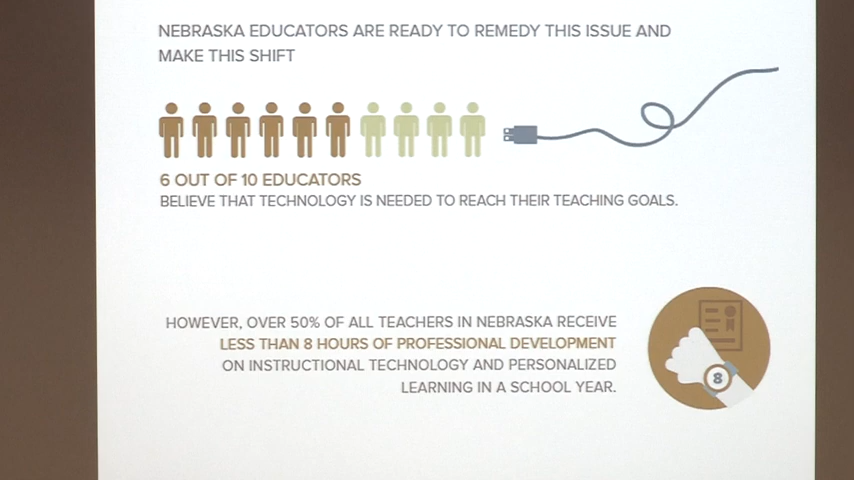 NEBRASKA EDUCATORS ARE READY TO REMEDY THIS ISSUE AND
MAKE THIS SHIFT
6 OUT OF 10 EDUCATORS
BELIEVE THAT TECHNOLOGY IS NEEDED TO REACH THEIR TEACHING GOALS.
HOWEVER, OVER 50% OF ALL TEACHERS IN NEBRASKA RECEIVE
LESS THAN 8 HOURS OF PROFESSIONAL DEVELOPMENT
ON INSTRUCTIONAL TECHNOLOGY AND PERSONALIZED
LEARNING IN A SCHOOL YEAR.
8